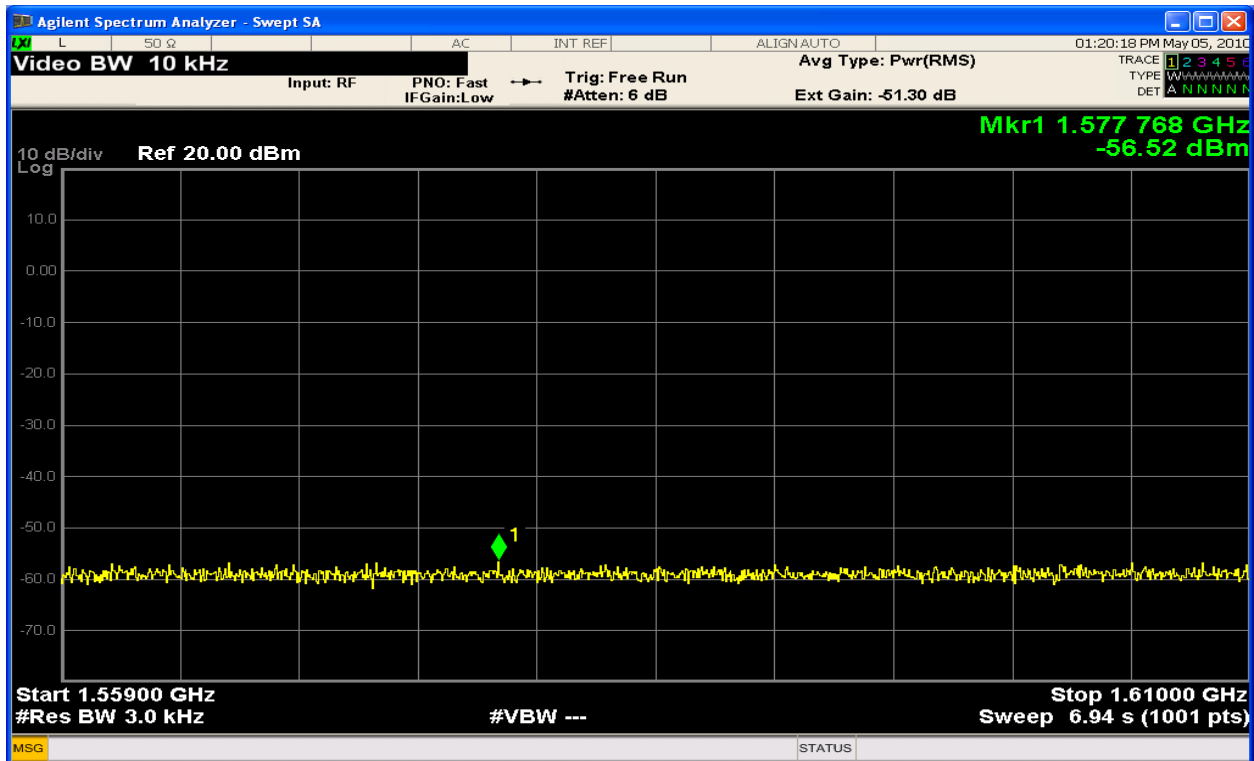 Agilent Spectrum Analyzer - Swept SA
LXI L 50 Ω AC INT REF ALIGNAUTO 01:20:18 PM May 05, 2010
Video BW 10 kHz
Input: RF
PNO: Fast
IFGain:Low
Trig: Free Run
#Atten: 6 dB
Avg Type: Pwr(RMS)
Ext Gain: -51.30 dB
TRACE 1 2 3 4 5 6
TYPE
DET A N N N N N
Mkr1 1.577 768 GHz
-56.52 dBm
10 dB/div Ref 20.00 dBm
Log
10.0
0.00
-10.0
-20.0
-30.0
-40.0
-50.0
1
-60.0
-70.0
Start 1.55900 GHz Stop 1.61000 GHz
#Res BW 3.0 kHz #VBW --- Sweep 6.94 s (1001 pts)
MSG STATUS